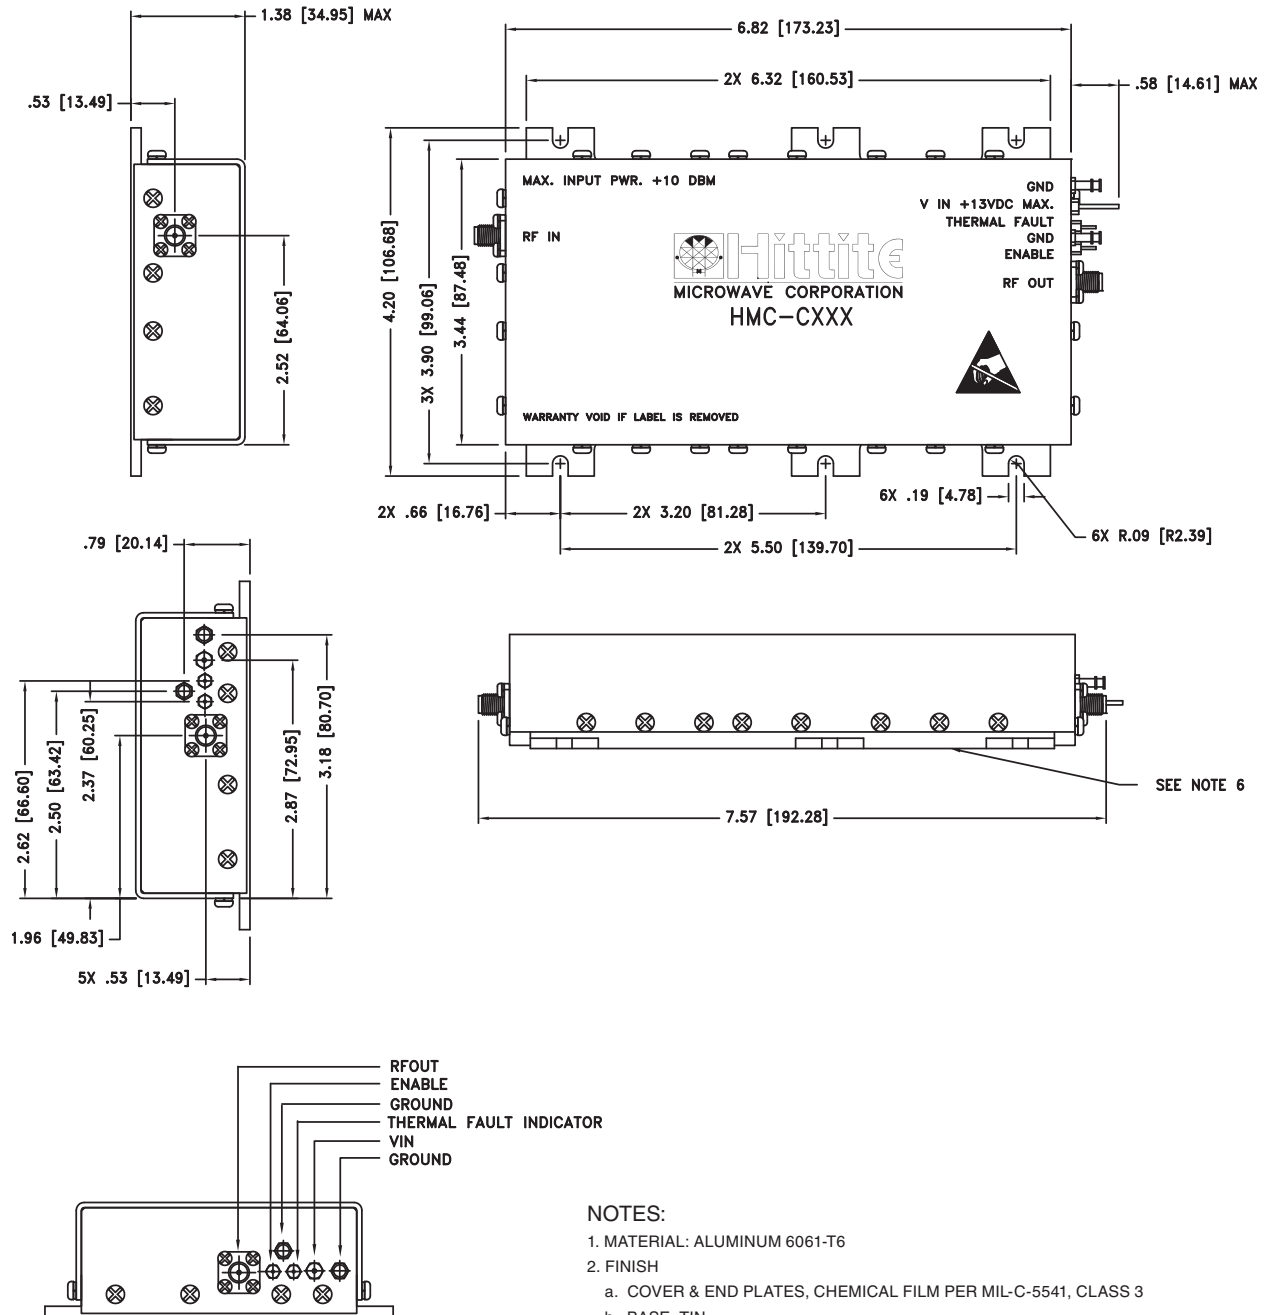 1.38 [34.95] MAX
.53 [13.49]
2.52 [64.06]
6.82 [173.23]
2X 6.32 [160.53]
.58 [14.61] MAX
4.20 [106.68]
3X 3.90 [99.06]
3.44 [87.48]
MAX. INPUT PWR. +10 DBM
RF IN
GND
V IN +13VDC MAX.
THERMAL FAULT
GND
ENABLE
RF OUT
Hittite
MICROWAVE CORPORATION
HMC-CXXX
WARRANTY VOID IF LABEL IS REMOVED
2X .66 [16.76]
2X 3.20 [81.28]
6X .19 [4.78]
2X 5.50 [139.70]
6X R.09 [R2.39]
.79 [20.14]
2.62 [66.60]
2.50 [63.42]
2.37 [60.25]
2.87 [72.95]
3.18 [80.70]
1.96 [49.83]
5X .53 [13.49]
SEE NOTE 6
7.57 [192.28]
RFOUT
ENABLE
GROUND
THERMAL FAULT INDICATOR
VIN
GROUND
NOTES:
1. MATERIAL: ALUMINUM 6061-T6
2. FINISH
a. COVER & END PLATES, CHEMICAL FILM PER MIL-C-5541, CLASS 3